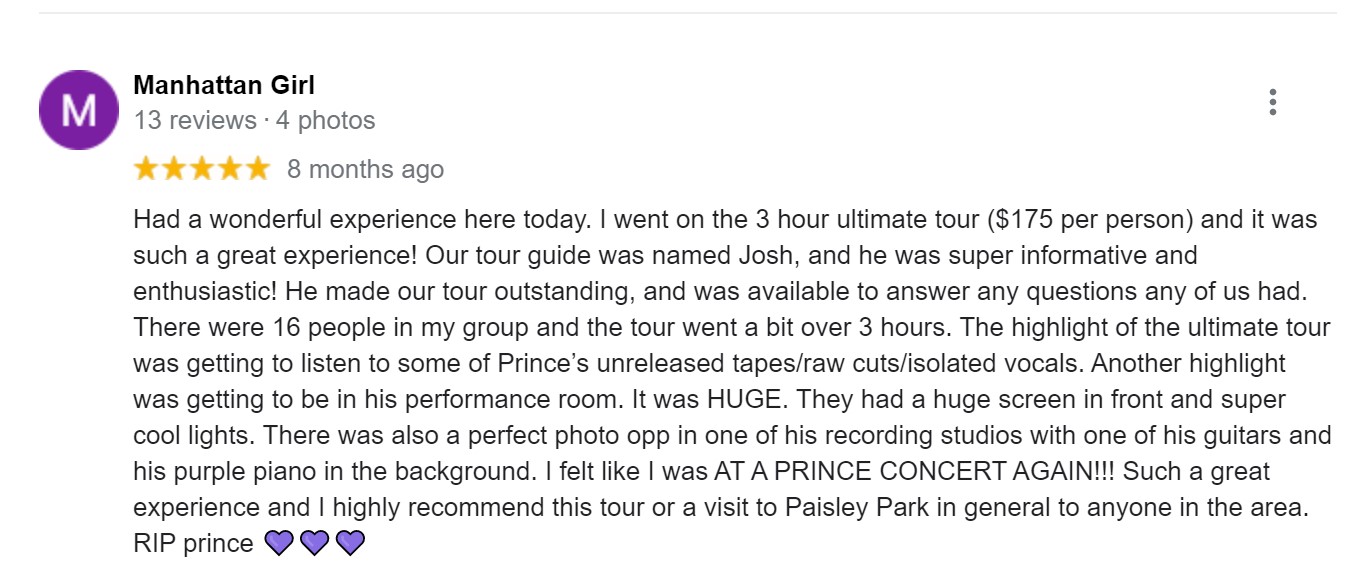 M
Manhattan Girl
13 reviews · 4 photos
8 months ago
Had a wonderful experience here today. I went on the 3 hour ultimate tour ($175 per person) and it was
such a great experience! Our tour guide was named Josh, and he was super informative and
enthusiastic! He made our tour outstanding, and was available to answer any questions any of us had.
There were 16 people in my group and the tour went a bit over 3 hours. The highlight of the ultimate tour
was getting to listen to some of Prince’s unreleased tapes/raw cuts/isolated vocals. Another highlight
was getting to be in his performance room. It was HUGE. They had a huge screen in front and super
cool lights. There was also a perfect photo opp in one of his recording studios with one of his guitars and
his purple piano in the background. I felt like I was AT A PRINCE CONCERT AGAIN!!! Such a great
experience and I highly recommend this tour or a visit to Paisley Park in general to anyone in the area.
RIP prince 💜💜💜